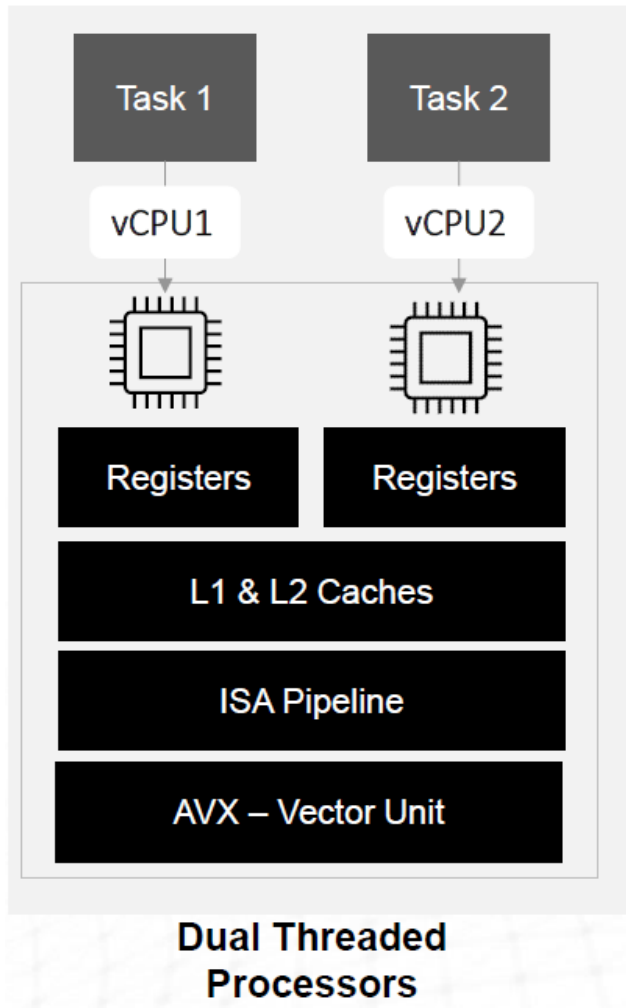 Task 1
Task 2
vCPU1
vCPU2
Registers
Registers
L1 & L2 Caches
ISA Pipeline
AVX – Vector Unit
Dual Threaded
Processors